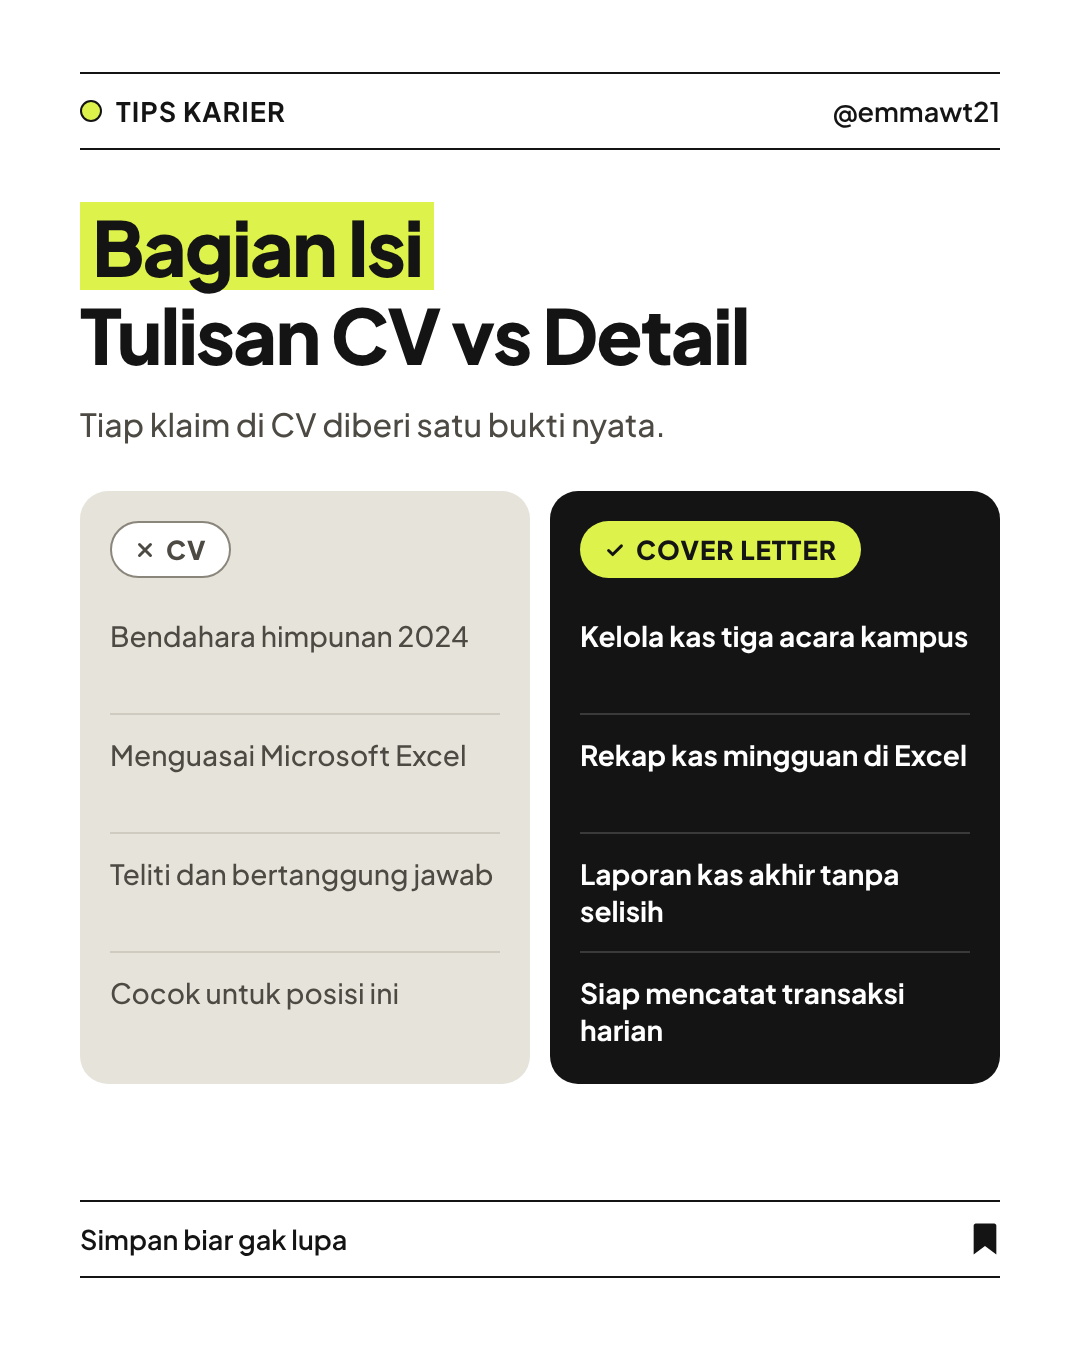 TIPS KARIER
@emmawt21
Bagian Isi
Tulisan CV vs Detail
Tiap klaim di CV diberi satu bukti nyata.
CV
Bendahara himpunan 2024
Menguasai Microsoft Excel
Teliti dan bertanggung jawab
Cocok untuk posisi ini
COVER LETTER
Kelola kas tiga acara kampus
Rekap kas mingguan di Excel
Laporan kas akhir tanpa
selisih
Siap mencatat transaksi
harian
Simpan biar gak lupa